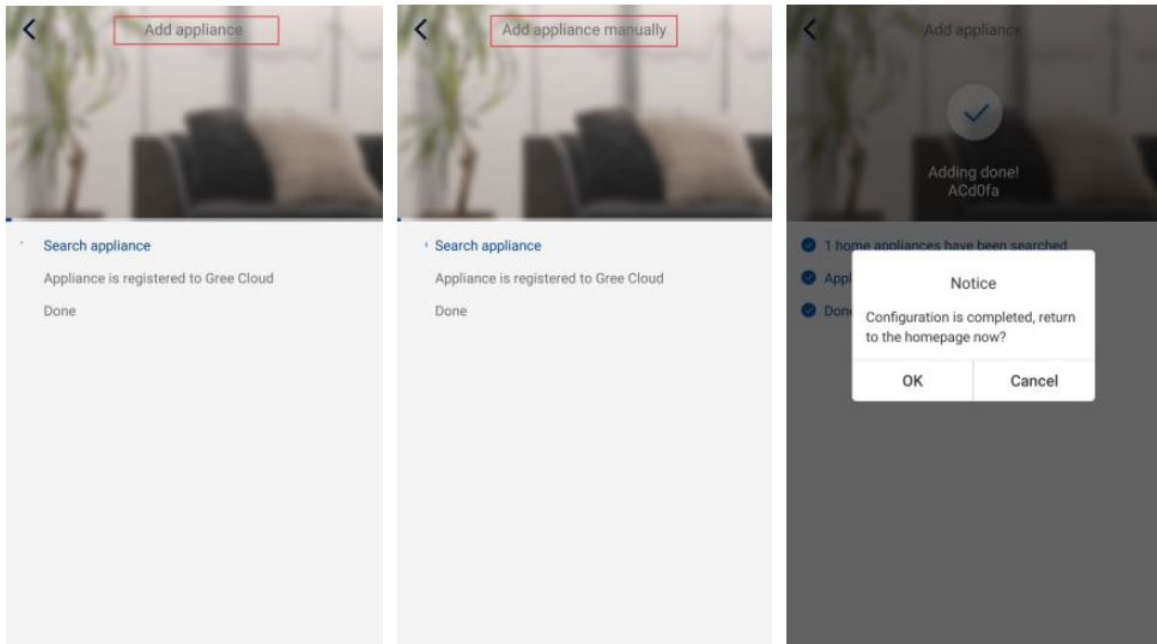 Add appliance
Search appliance
Appliance is registered to Gree Cloud
Done
Add appliance manually
Search appliance
Appliance is registered to Gree Cloud
Done
Add appliance
Adding done!
ACd0fa
1 home appliances have been searched
Appl
Done
Notice
Configuration is completed, return
to the homepage now?
OK
Cancel